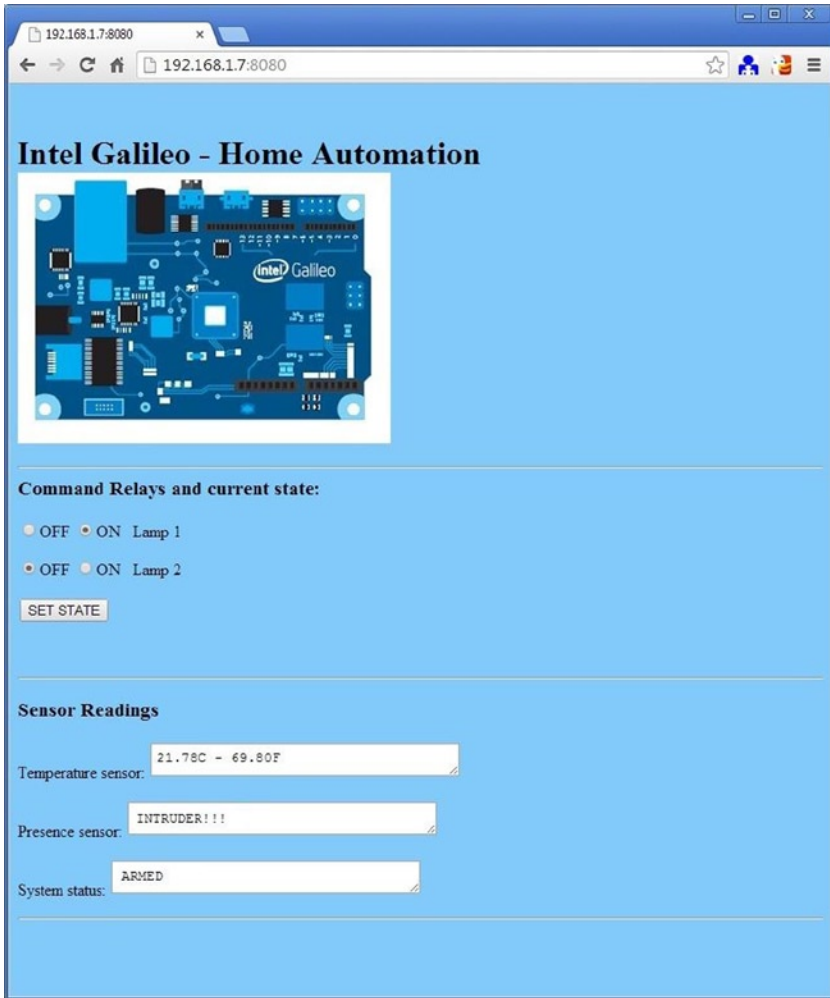 192.168.1.7:8080
192.168.1.7:8080
Intel Galileo - Home Automation
intel Galileo
Command Relays and current state:
OFF ON Lamp 1
OFF ON Lamp 2
SET STATE
Sensor Readings
Temperature sensor: 21.78C - 69.80F
Presence sensor: INTRUDER!!!
System status: ARMED